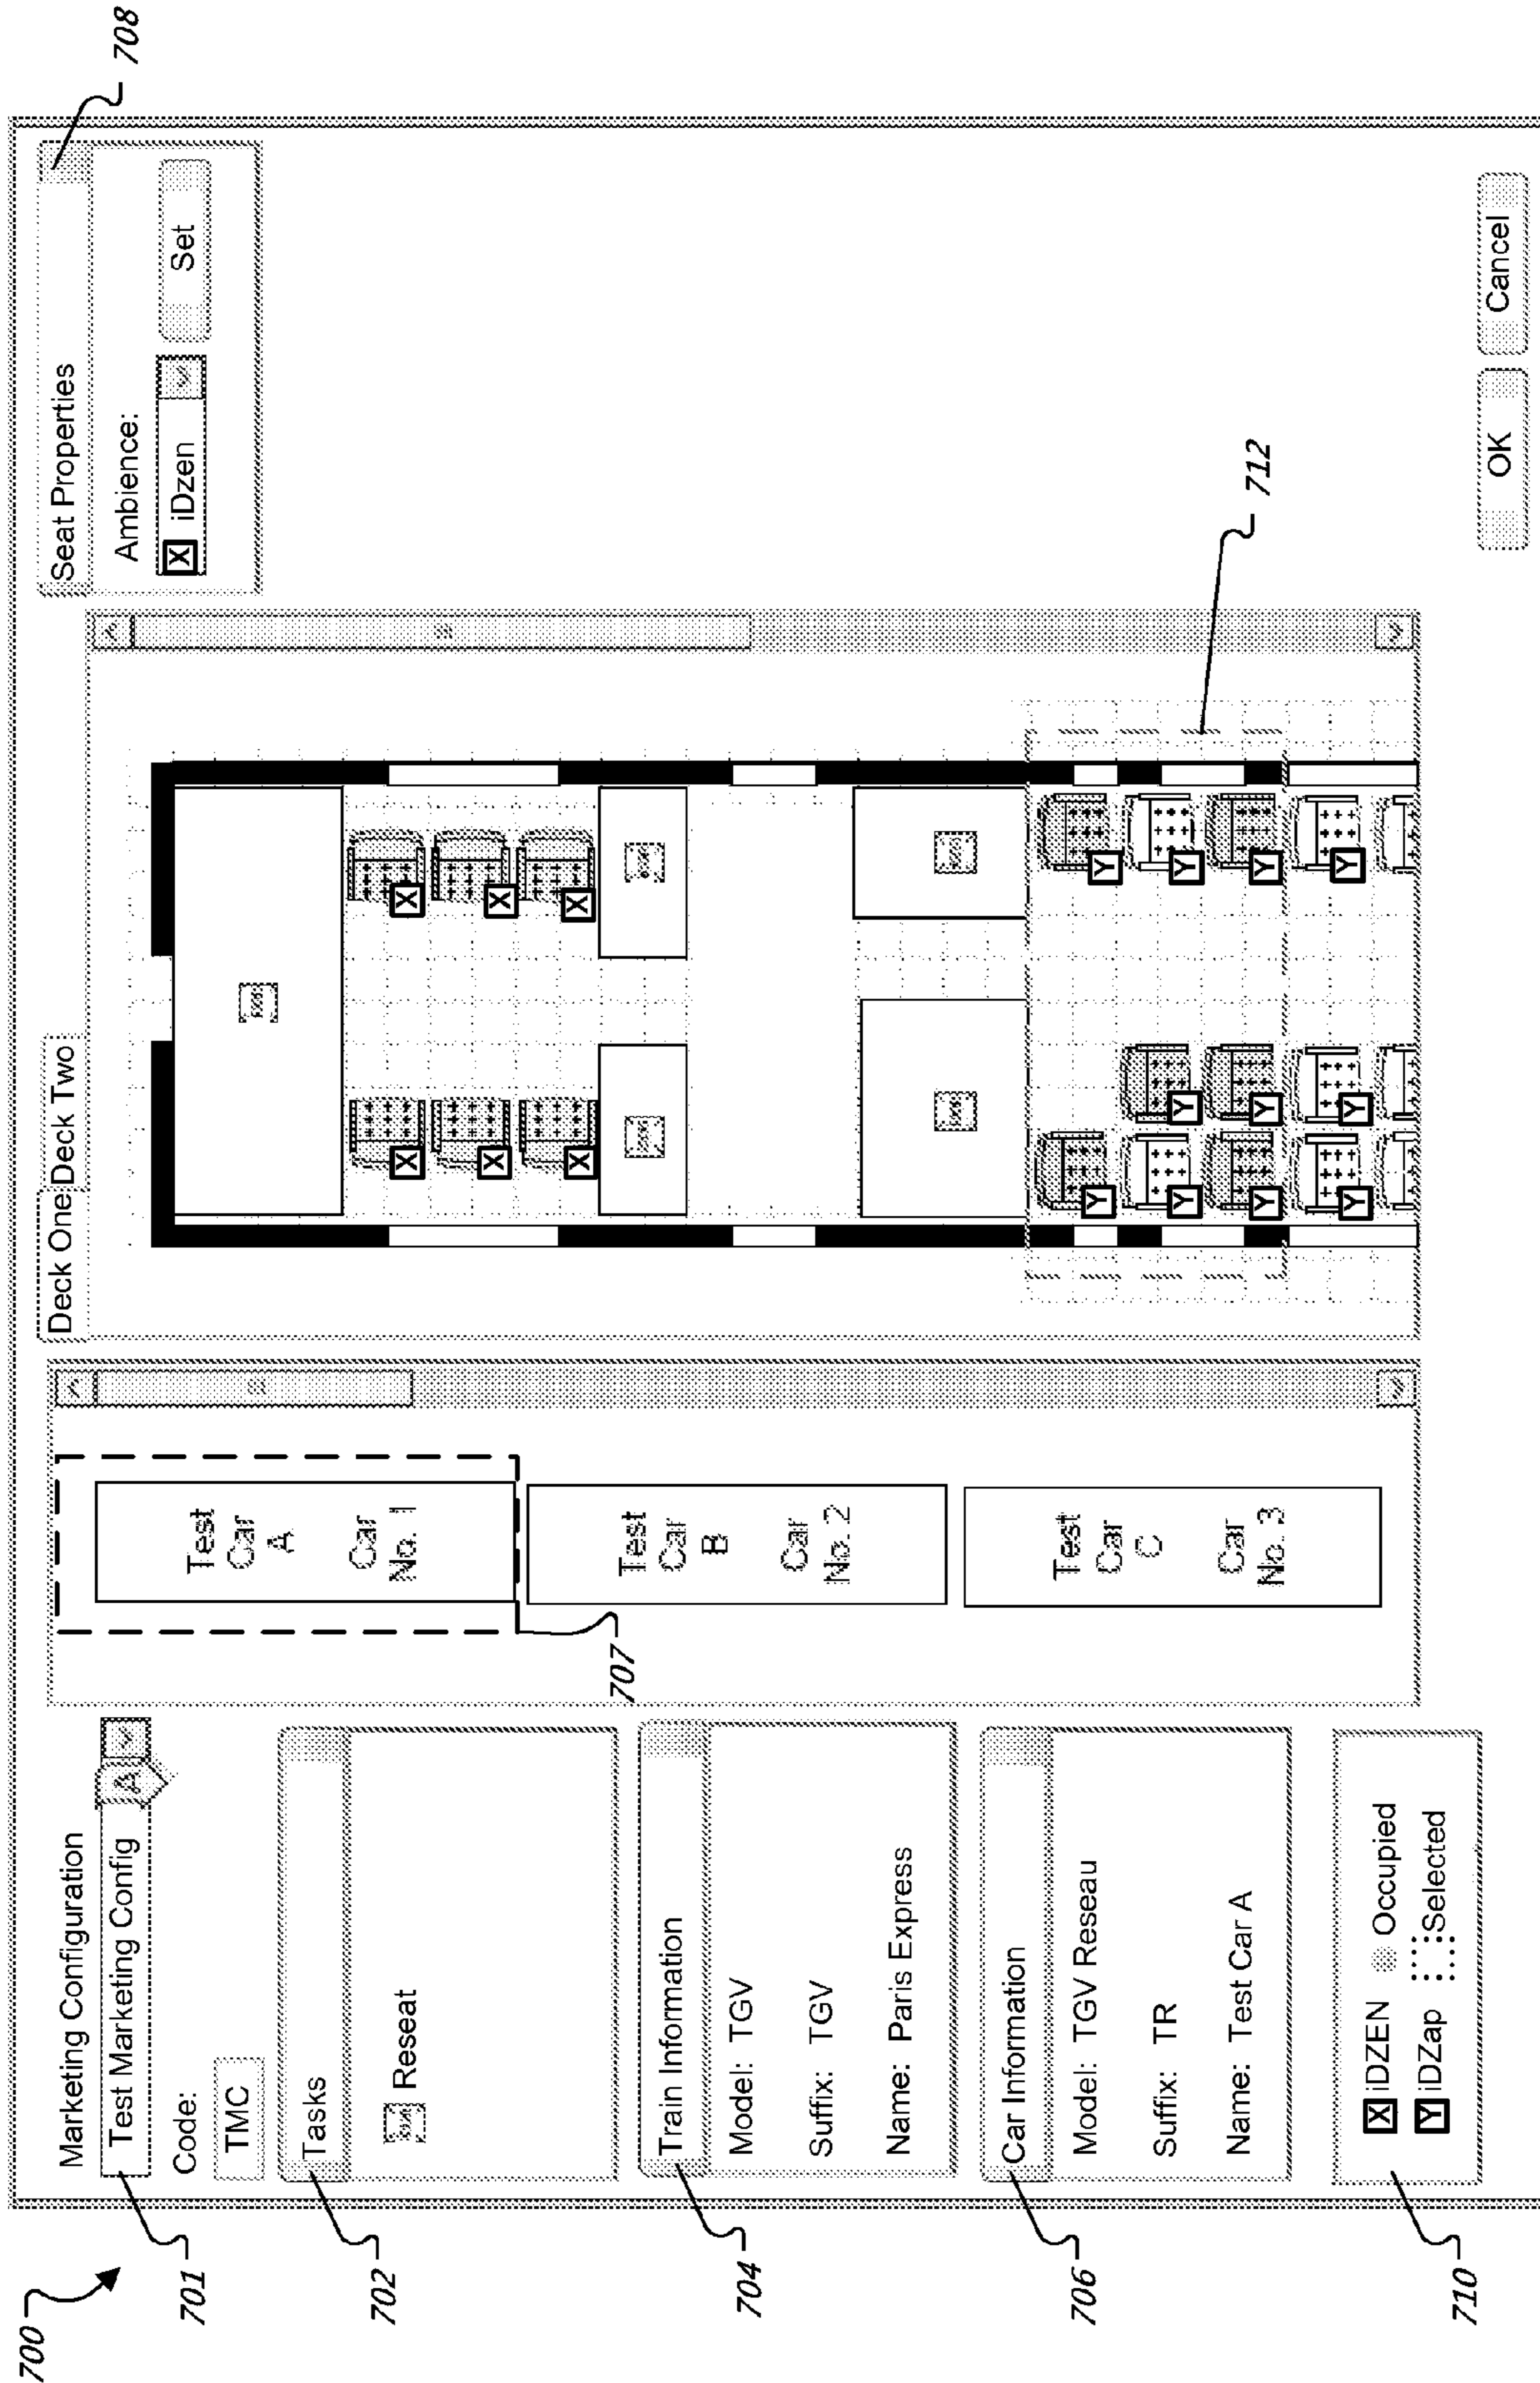 700
708
Marketing Configuration
Test Marketing Config
A
701
Code:
TMC
Tasks
702
Reseat
Train Information
704
Model: TGV
Suffix: TGV
Name: Paris Express
Car Information
706
Model: TGV Reseau
Suffix: TR
Name: Test Car A
X iDZEN
Occupied
Y iDZap
Selected
710
Test
Car
A
Car
No. 1
707
Test
Car
B
Car
No. 2
Test
Car
C
Car
No. 3
Deck One
Deck Two
X
X
X
X
X
X
Y
Y
Y
Y
Y
Y
Y
Y
Y
Y
Y
712
Seat Properties
Ambience:
X iDzen
Set
OK
Cancel